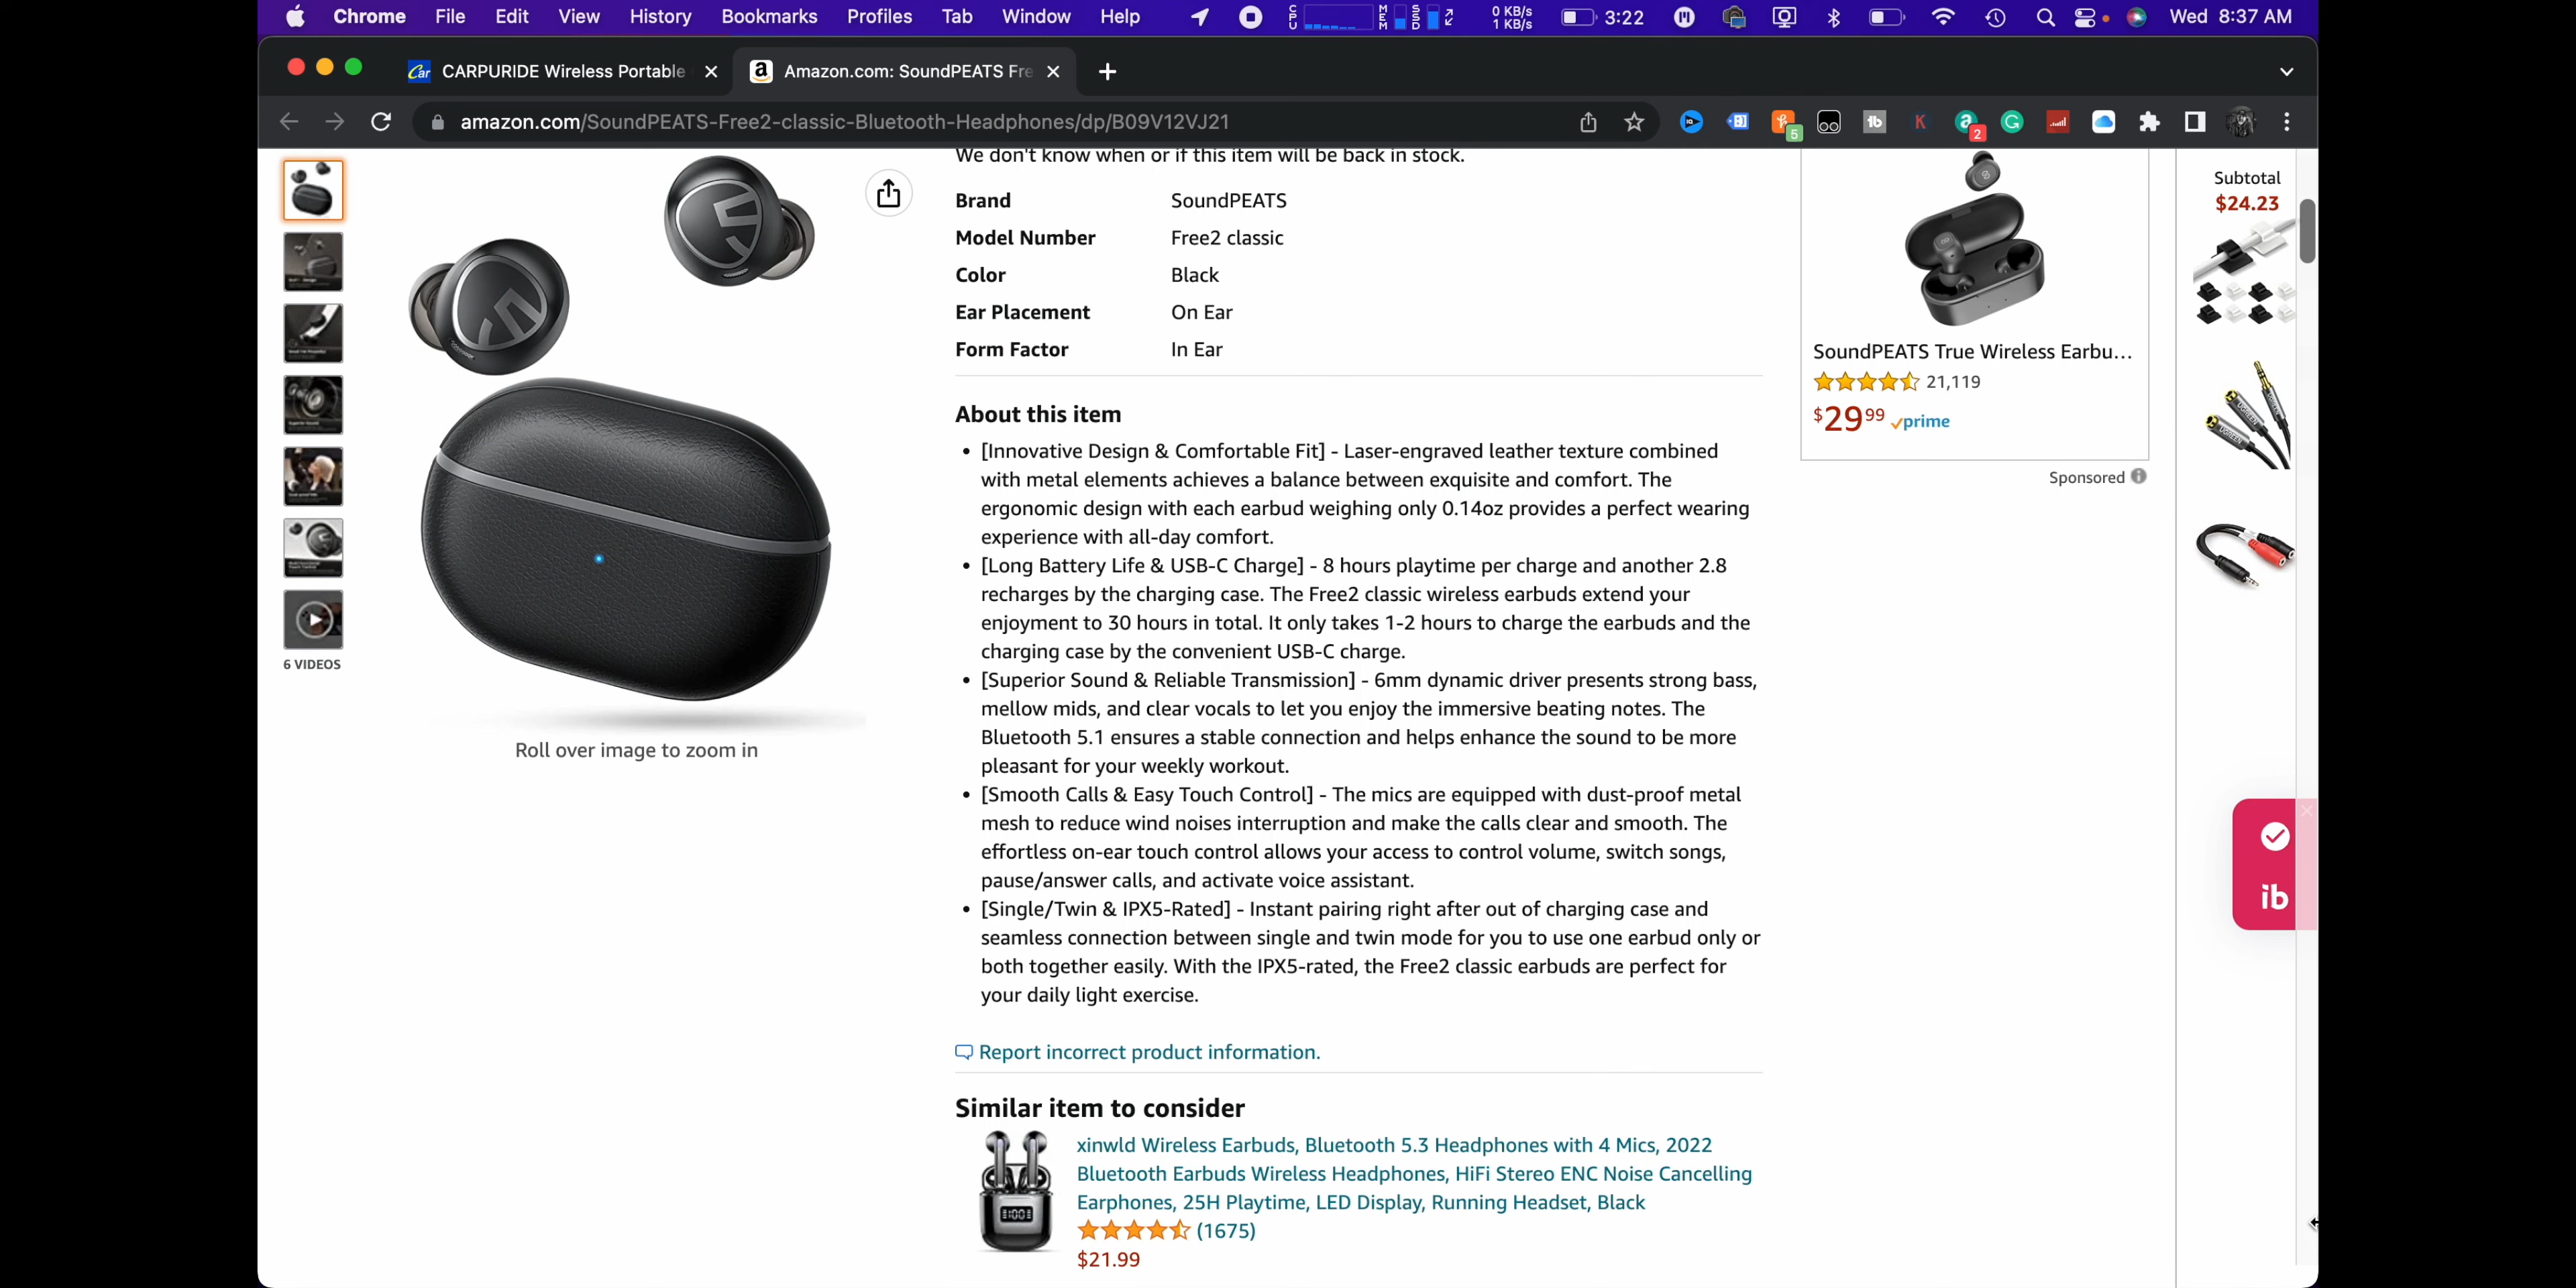 Chrome File Edit View History Bookmarks Profiles Tab Window Help
CPU MEM SSD 0 KB/s 1 KB/s 3:22 Wed 8:37 AM
Car CARPURIDE Wireless Portable
a Amazon.com: SoundPEATS Fre
amazon.com/SoundPEATS-Free2-classic-Bluetooth-Headphones/dp/B09V12VJ21
5 tb K a 2 G
We don't know when or if this item will be back in stock.
Brand SoundPEATS
Model Number Free2 classic
Color Black
Ear Placement On Ear
Form Factor In Ear
About this item
• [Innovative Design & Comfortable Fit] - Laser-engraved leather texture combined
with metal elements achieves a balance between exquisite and comfort. The
ergonomic design with each earbud weighing only 0.14oz provides a perfect wearing
experience with all-day comfort.
• [Long Battery Life & USB-C Charge] - 8 hours playtime per charge and another 2.8
recharges by the charging case. The Free2 classic wireless earbuds extend your
enjoyment to 30 hours in total. It only takes 1-2 hours to charge the earbuds and the
charging case by the convenient USB-C charge.
• [Superior Sound & Reliable Transmission] - 6mm dynamic driver presents strong bass,
mellow mids, and clear vocals to let you enjoy the immersive beating notes. The
Bluetooth 5.1 ensures a stable connection and helps enhance the sound to be more
pleasant for your weekly workout.
• [Smooth Calls & Easy Touch Control] - The mics are equipped with dust-proof metal
mesh to reduce wind noises interruption and make the calls clear and smooth. The
effortless on-ear touch control allows your access to control volume, switch songs,
pause/answer calls, and activate voice assistant.
• [Single/Twin & IPX5-Rated] - Instant pairing right after out of charging case and
seamless connection between single and twin mode for you to use one earbud only or
both together easily. With the IPX5-rated, the Free2 classic earbuds are perfect for
your daily light exercise.
Report incorrect product information.
Similar item to consider
xinwld Wireless Earbuds, Bluetooth 5.3 Headphones with 4 Mics, 2022
Bluetooth Earbuds Wireless Headphones, HiFi Stereo ENC Noise Cancelling
Earphones, 25H Playtime, LED Display, Running Headset, Black
(1675)
$21.99
6 VIDEOS
Roll over image to zoom in
SoundPEATS True Wireless Earbu...
21,119
$29.99 prime
Sponsored
Subtotal
$24.23
UGREEN
UGREEN
ib